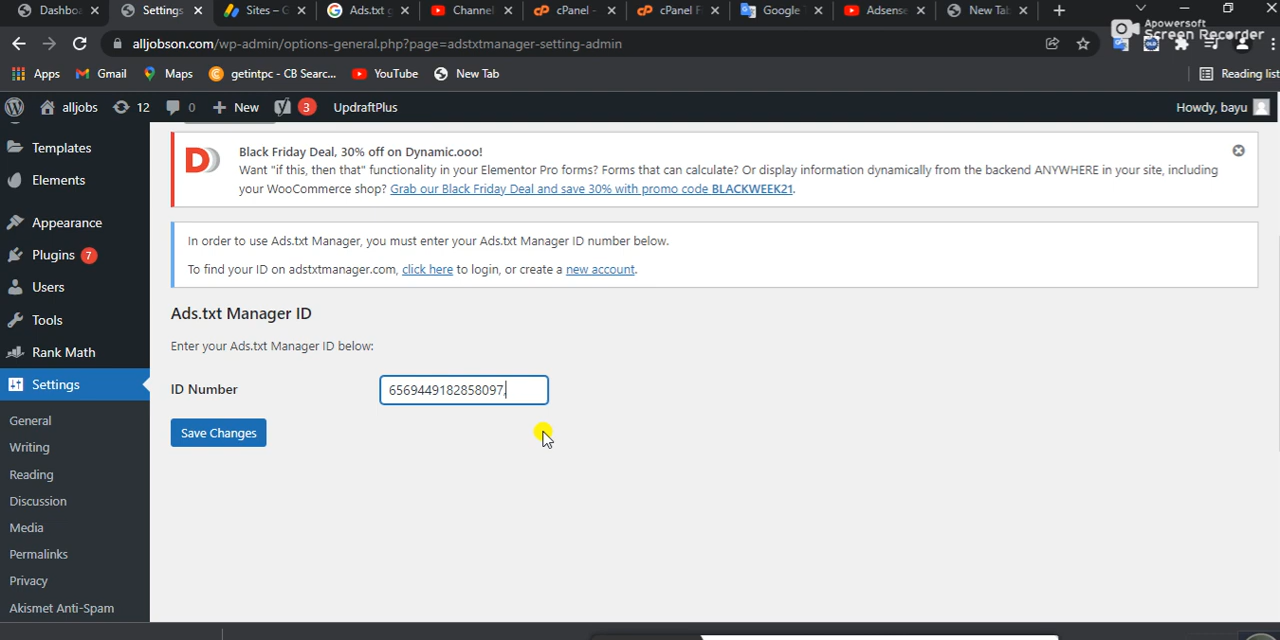 Dashbo
Settings
Sites – G
Ads.txt g
Channel
cPanel -
cPanel F
Google T
Adsens
New Tab
Apowersoft
Screen Recorder
alljobson.com/wp-admin/options-general.php?page=adstxtmanager-setting-admin
Apps
Gmail
Maps
getintpc - CB Searc...
YouTube
New Tab
Reading list
alljobs
12
0
New
3
UpdraftPlus
Howdy, bayu
Templates
Elements
Appearance
Plugins 7
Users
Tools
Rank Math
Settings
General
Writing
Reading
Discussion
Media
Permalinks
Privacy
Akismet Anti-Spam
Black Friday Deal, 30% off on Dynamic.ooo!
Want "if this, then that" functionality in your Elementor Pro forms? Forms that can calculate? Or display information dynamically from the backend ANYWHERE in your site, including
your WooCommerce shop? Grab our Black Friday Deal and save 30% with promo code BLACKWEEK21.
In order to use Ads.txt Manager, you must enter your Ads.txt Manager ID number below.
To find your ID on adstxtmanager.com, click here to login, or create a new account.
Ads.txt Manager ID
Enter your Ads.txt Manager ID below:
ID Number
6569449182858097,
Save Changes